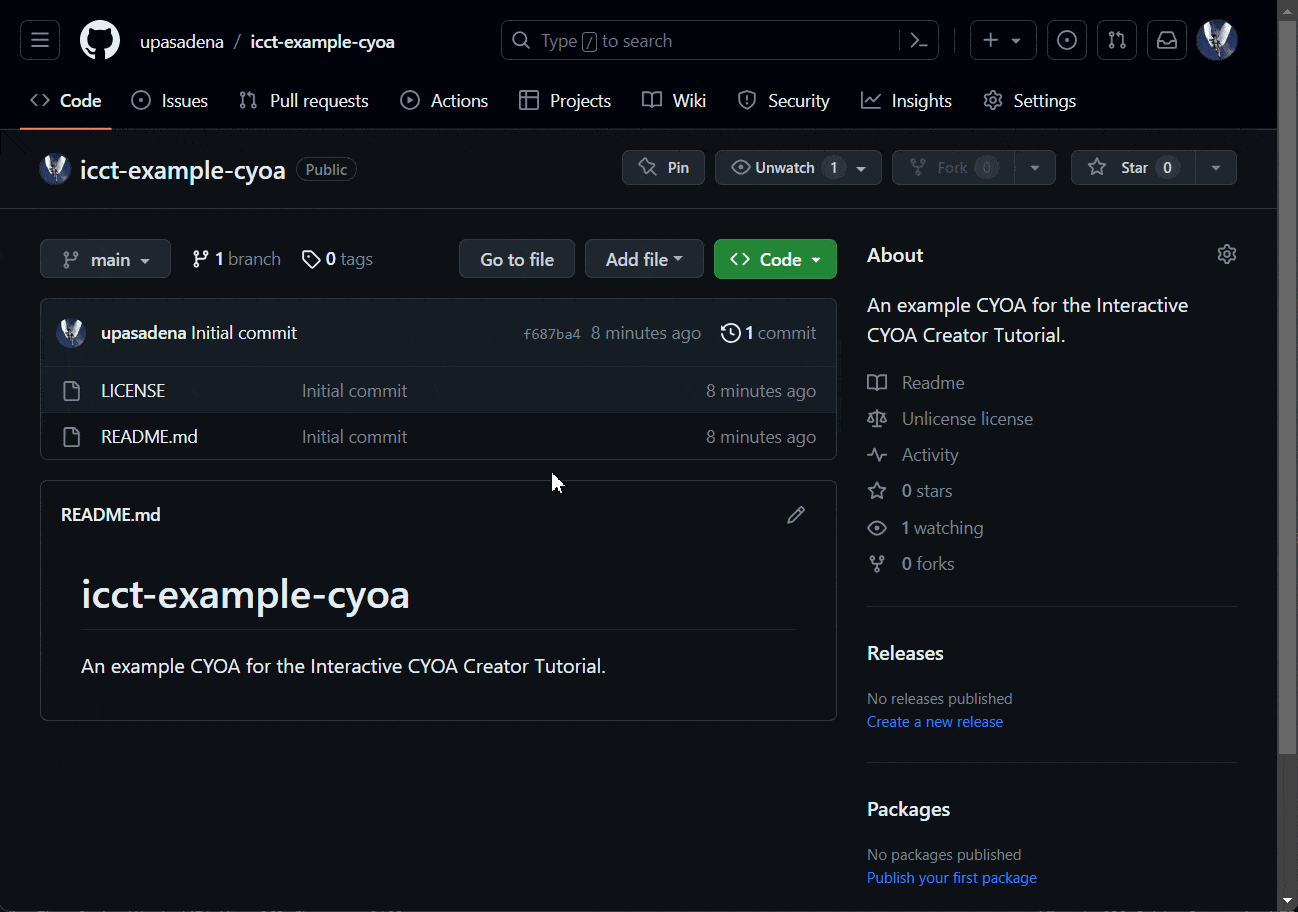 upasadena / icct-example-cyoa
Type / to search
Code
Issues
Pull requests
Actions
Projects
Wiki
Security
Insights
Settings
icct-example-cyoa Public
Pin
Unwatch 1
Fork 0
Star 0
main
1 branch
0 tags
Go to file
Add file
Code
upasadena Initial commit f687ba4 8 minutes ago 1 commit
LICENSE Initial commit 8 minutes ago
README.md Initial commit 8 minutes ago
README.md
icct-example-cyoa
An example CYOA for the Interactive CYOA Creator Tutorial.
About
An example CYOA for the Interactive
CYOA Creator Tutorial.
Readme
Unlicense license
Activity
0 stars
1 watching
0 forks
Releases
No releases published
Create a new release
Packages
No packages published
Publish your first package